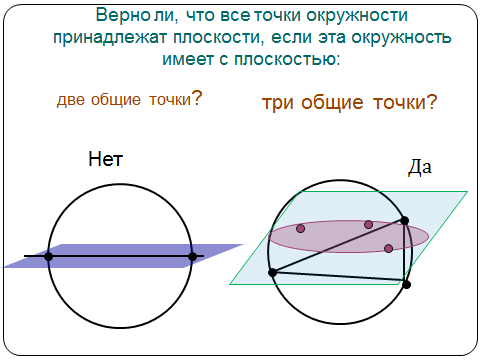 Верно ли, что все точки окружности
принадлежат плоскости, если эта окружность
имеет с плоскостью:
две общие точки?
три общие точки?
Нет
Да